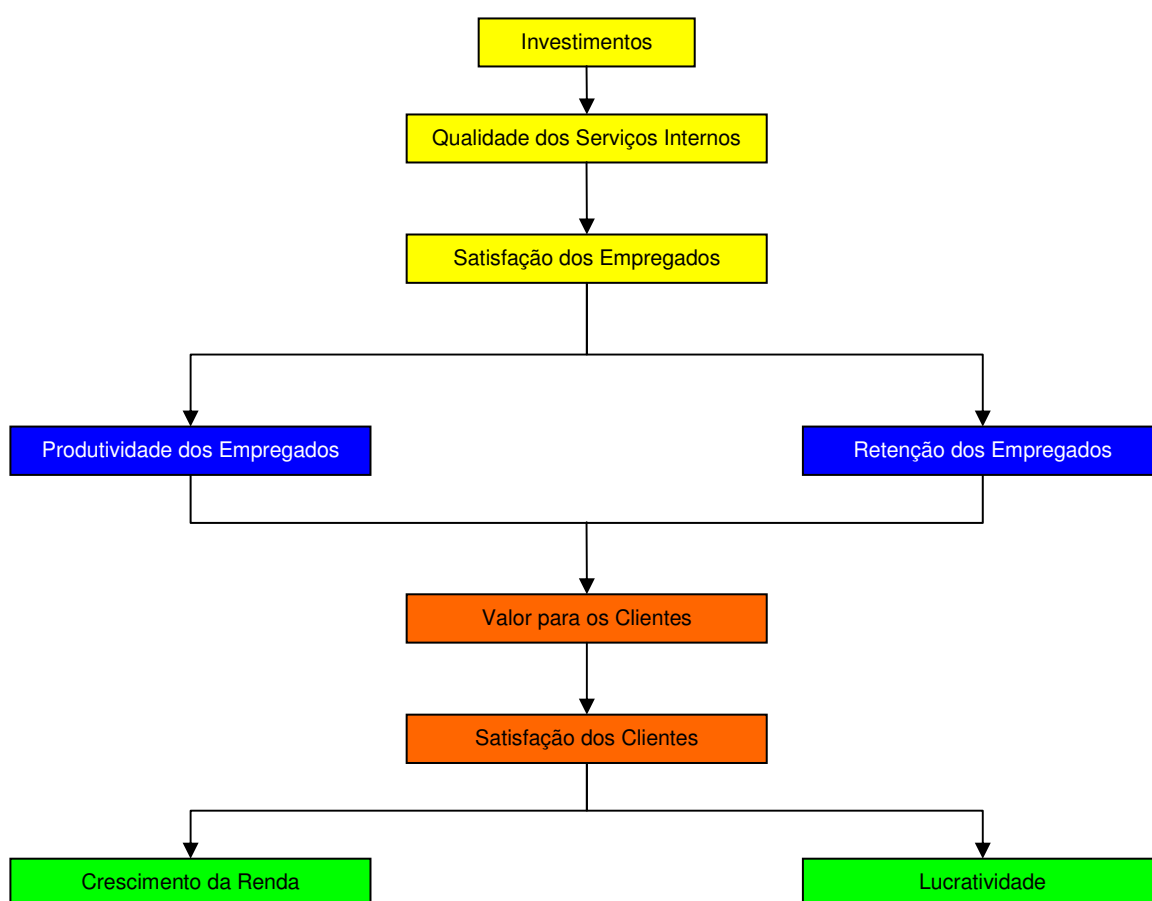 Investimentos
Qualidade dos Serviços Internos
Satisfação dos Empregados
Produtividade dos Empregados
Retenção dos Empregados
Valor para os Clientes
Satisfação dos Clientes
Crescimento da Renda
Lucratividade